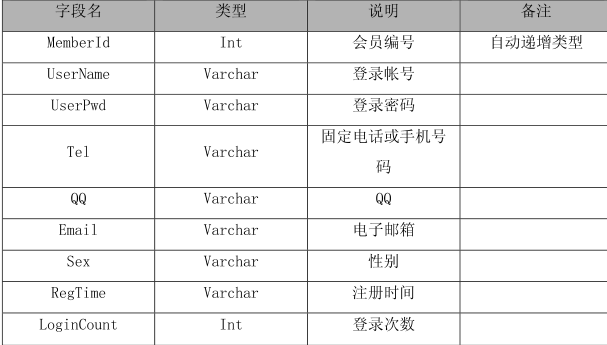 字段名 类型 说明 备注
MemberId Int 会员编号 自动递增类型
UserName Varchar 登录帐号
UserPwd Varchar 登录密码
Tel Varchar 固定电话或手机号
码
QQ Varchar QQ
Email Varchar 电子邮箱
Sex Varchar 性别
RegTime Varchar 注册时间
LoginCount Int 登录次数